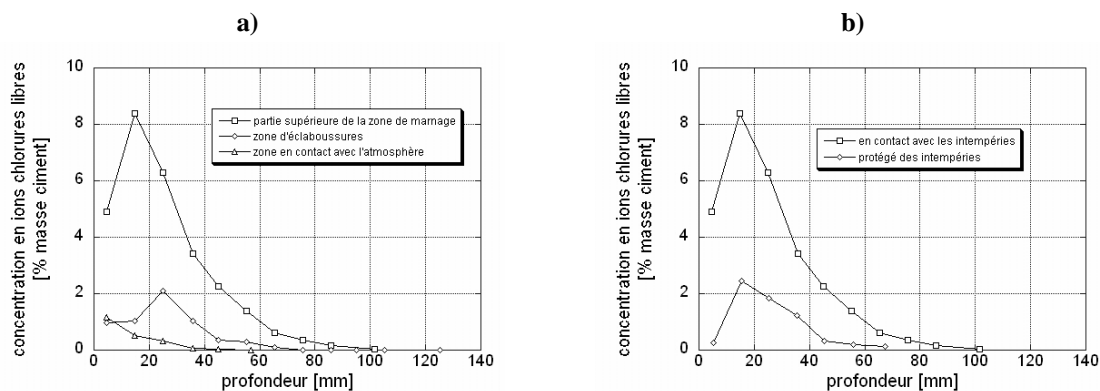 a)
concentration en ions chlorures libres
[% masse ciment]
10
8
6
4
2
0
partie supérieure de la zone de marnage
zone d'éclaboussures
zone en contact avec l'atmosphère
0 20 40 60 80 100 120 140
profondeur [mm]
b)
concentration en ions chlorures libres
[% masse ciment]
10
8
6
4
2
0
en contact avec les intempéries
protégé des intempéries
0 20 40 60 80 100 120 140
profondeur [mm]